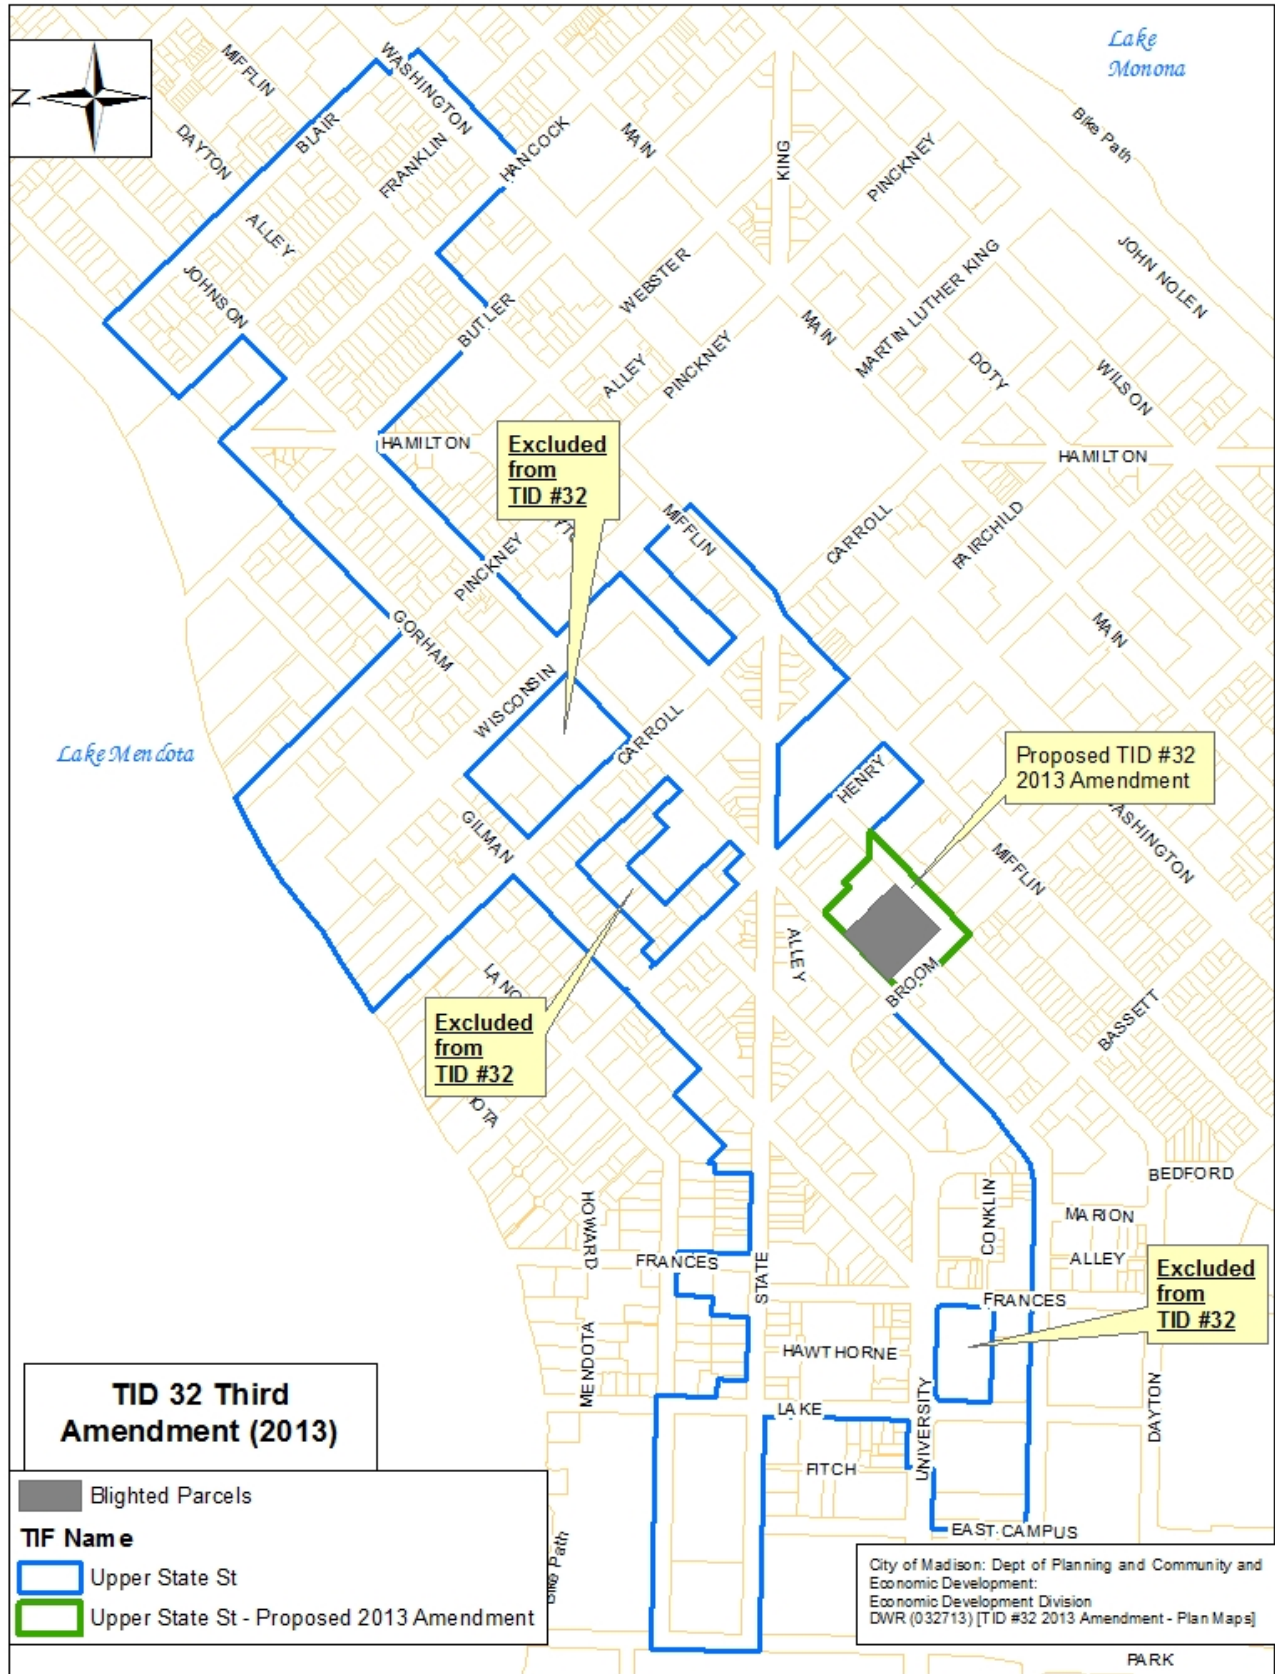 Lake
Monona
N
MIFFLIN
WASHINGTON
DAYTON
BLAIR
FRANKLIN
HANCOCK
MAIN
KING
PINCKNEY
Bike Path
ALLEY
JOHNSON
BUTLER
WEBSTER
ALLEY
PINCKNEY
MAIN
MARTIN LUTHER KING
JOHN NOLEN
DOTY
WILSON
HAMILTON
HAMILTON
Excluded
from
TID #32
MIFFLIN
CARROLL
FAIRCHILD
PINCKNEY
GORHAM
MAIN
WISCONSIN
CARROLL
Lake Mendota
HENRY
Proposed TID #32
2013 Amendment
GILMAN
MIFFLIN
ALLEY
BROOM
BASSETT
Excluded
from
TID #32
BEDFORD
HOWARD
CONKLIN
MARION
ALLEY
FRANCES
STATE
FRANCES
Excluded
from
TID #32
MENDOTA
HAWTHORNE
UNIVERSITY
LAKE
DAYTON
FITCH
EAST CAMPUS
TID 32 Third
Amendment (2013)
Blighted Parcels
TIF Name
Upper State St
Upper State St - Proposed 2013 Amendment
Bike Path
City of Madison: Dept of Planning and Community and
Economic Development:
Economic Development Division
DWR (032713) [TID #32 2013 Amendment - Plan Maps]
PARK